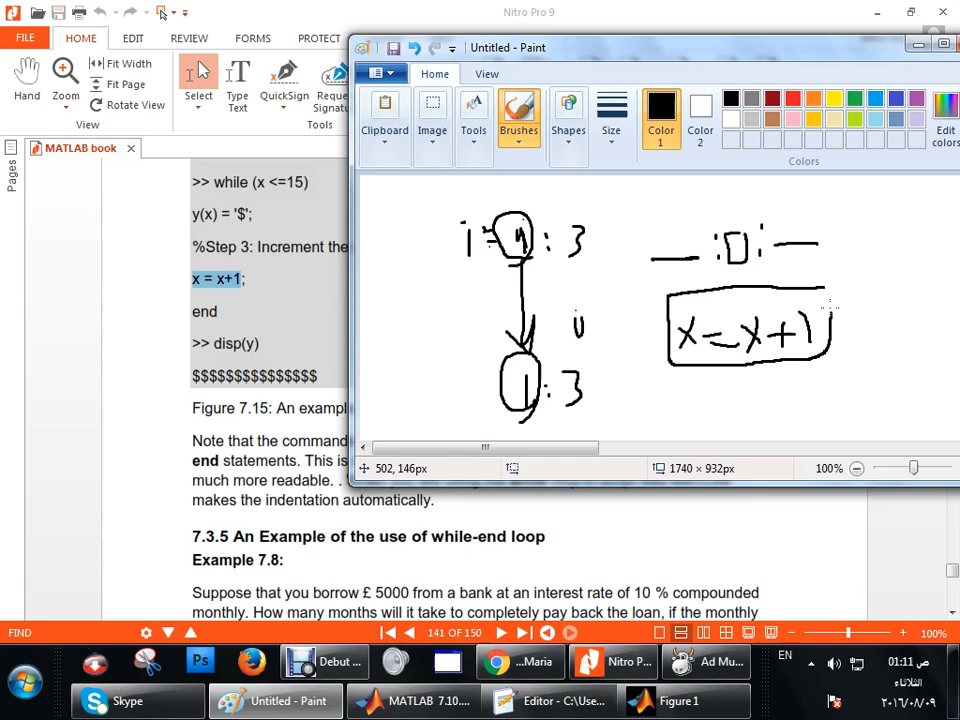 Nitro Pro 9
FILE HOME EDIT REVIEW FORMS PROTECT
Hand Zoom Fit Width
Fit Page
Rotate View
View
Select Type Text QuickSign
Tools
MATLAB book
Pages
>> while (x <=15)
y(x) = '$';
%Step 3: Increment the
x = x+1;
end
>> disp(y)
$$$$$$$$$$$$$$$
Figure 7.15: An exampl
Note that the command
end statements. This is
much more readable. .
makes the indentation automatically.
7.3.5 An Example of the use of while-end loop
Example 7.8:
Suppose that you borrow £ 5000 from a bank at an interest rate of 10 % compounded
monthly. How many months will it take to completely pay back the loan, if the monthly
Untitled - Paint
Home View
Clipboard Image Tools Brushes Shapes Size Color 1 Color 2 Edit colors
Colors
: 3
x = x + 1
1 : 3
502, 146px 1740 × 932px 100%
FIND 141 OF 150 100%
Debut ... ...Maria Nitro P... Ad Mu... EN 01:11 ص
الثلاثاء
Skype Untitled - Paint MATLAB 7.10.... Editor - C:\Use... Figure 1 ٢٠١٦/٠٨/٠٩